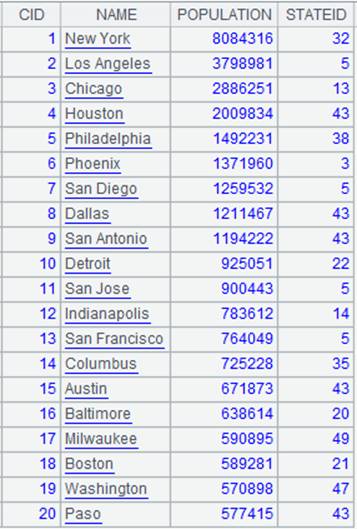 CID NAME POPULATION STATEID
1 New York 8084316 32
2 Los Angeles 3798981 5
3 Chicago 2886251 13
4 Houston 2009834 43
5 Philadelphia 1492231 38
6 Phoenix 1371960 3
7 San Diego 1259532 5
8 Dallas 1211467 43
9 San Antonio 1194222 43
10 Detroit 925051 22
11 San Jose 900443 5
12 Indianapolis 783612 14
13 San Francisco 764049 5
14 Columbus 725228 35
15 Austin 671873 43
16 Baltimore 638614 20
17 Milwaukee 590895 49
18 Boston 589281 21
19 Washington 570898 47
20 Paso 577415 43